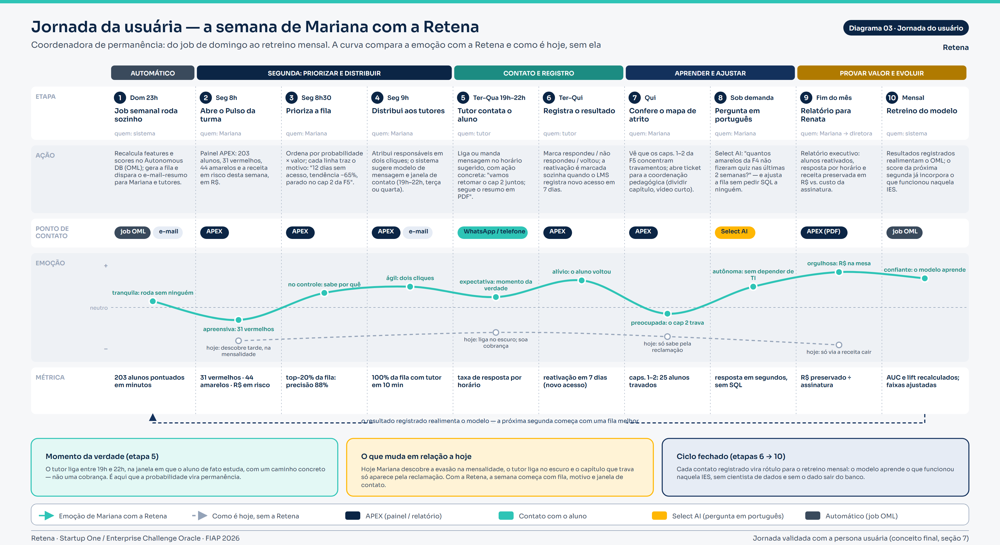 Jornada da usuária — a semana de Mariana com a Retena
Diagrama 03 · Jornada do usuário
Coordenadora de permanência: do job de domingo ao retreino mensal. A curva compara a emoção com a Retena e como é hoje, sem ela
Retena
AUTOMÁTICO
SEGUNDA: PRIORIZAR E DISTRIBUIR
CONTATO E REGISTRO
APRENDER E AJUSTAR
PROVAR VALOR E EVOLUIR
ETAPA
1 Dom 23h
Job semanal roda
sozinho
quem: sistema
2 Seg 8h
Abre o Pulso da
turma
quem: Mariana
3 Seg 8h30
Prioriza a fila
quem: Mariana
4 Seg 9h
Distribui aos tutores
quem: Mariana
5 Ter–Qua 19h–22h
Tutor contata o
aluno
quem: tutor
6 Ter–Qui
Registra o resultado
quem: tutor
7 Qui
Confere o mapa de
atrito
quem: Mariana
8 Sob demanda
Pergunta em
português
quem: Mariana
9 Fim do mês
Relatório para
Renata
quem: Mariana → diretora
10 Mensal
Retreino do modelo
quem: sistema
AÇÃO
Recalcula features e
scores no Autonomous
DB (OML); gera a fila e
dispara o e-mail-resumo
para Mariana e tutores.
Painel APEX: 203
alunos, 31 vermelhos,
44 amarelos e a receita
em risco desta semana,
em R$.
Ordena por probabilidade
× valor; cada linha traz o
motivo: "12 dias sem
acesso, tendência −65%,
parado no cap 2 da F5".
Atribui responsáveis em
dois cliques; o sistema
sugere modelo de
mensagem e janela de
contato (19h–22h, terça
ou quarta).
Liga ou manda
mensagem no horário
sugerido, com ação
concreta: "vamos
retomar o cap 2 juntos;
segue o resumo em
PDF".
Marca respondeu / não
respondeu / voltou; a
reativação é marcada
sozinha quando o LMS
registra novo acesso em
7 dias.
Vê que os caps. 1–2 da
F5 concentram
travamentos; abre ticket
para a coordenação
pedagógica (dividir
capítulo, vídeo curto).
Select AI: "quantos
amarelos da F4 não
fizeram quiz nas últimas
2 semanas?" — e ajusta
a fila sem pedir SQL a
ninguém.
Relatório executivo:
alunos reativados,
resposta por horário e
receita preservada em
R$ vs. custo da
assinatura.
Resultados registrados
realimentam o OML; o
score da próxima
segunda já incorpora o
que funcionou naquela
IES.
PONTO DE
CONTATO
job OML
e-mail
APEX
APEX
APEX
e-mail
WhatsApp / telefone
APEX
APEX
Select AI
APEX (PDF)
job OML
EMOÇÃO
+
neutro
−
tranquila: roda sem ninguém
apreensiva: 31 vermelhos
hoje: descobre tarde, na
mensalidade
no controle: sabe por quê
ágil: dois cliques
expectativa: momento da
verdade
hoje: liga no escuro; soa
cobrança
alívio: o aluno voltou
preocupada: o cap 2 trava
hoje: só sabe pela
reclamação
autônoma: sem depender de
TI
orgulhosa: R$ na mesa
hoje: só via a receita cair
confiante: o modelo aprende
MÉTRICA
203 alunos pontuados
em minutos
31 vermelhos · 44
amarelos · R$ em risco
top-20% da fila:
precisão 88%
100% da fila com tutor
em 10 min
taxa de resposta por
horário
reativação em 7 dias
(novo acesso)
caps. 1–2: 25 alunos
travados
resposta em segundos,
sem SQL
R$ preservado ÷
assinatura
AUC e lift recalculados;
faixas ajustadas
o resultado registrado realimenta o modelo — a próxima segunda começa com uma fila melhor
Momento da verdade (etapa 5)
O tutor liga entre 19h e 22h, na janela em que o aluno de fato estuda, com um caminho concreto
— não uma cobrança. É aqui que a probabilidade vira permanência.
O que muda em relação a hoje
Hoje Mariana descobre a evasão na mensalidade, o tutor liga no escuro e o capítulo que trava
só aparece pela reclamação. Com a Retena, a semana começa com fila, motivo e janela de
contato.
Ciclo fechado (etapas 6 → 10)
Cada contato registrado vira rótulo para o retreino mensal: o modelo aprende o que funcionou
naquela IES, sem cientista de dados e sem o dado sair do banco.
Emoção de Mariana com a Retena
Como é hoje, sem a Retena
APEX (painel / relatório)
Contato com o aluno
Select AI (pergunta em português)
Automático (job OML)
Retena · Startup One / Enterprise Challenge Oracle · FIAP 2026
Jornada validada com a persona usuária (conceito final, seção 7)